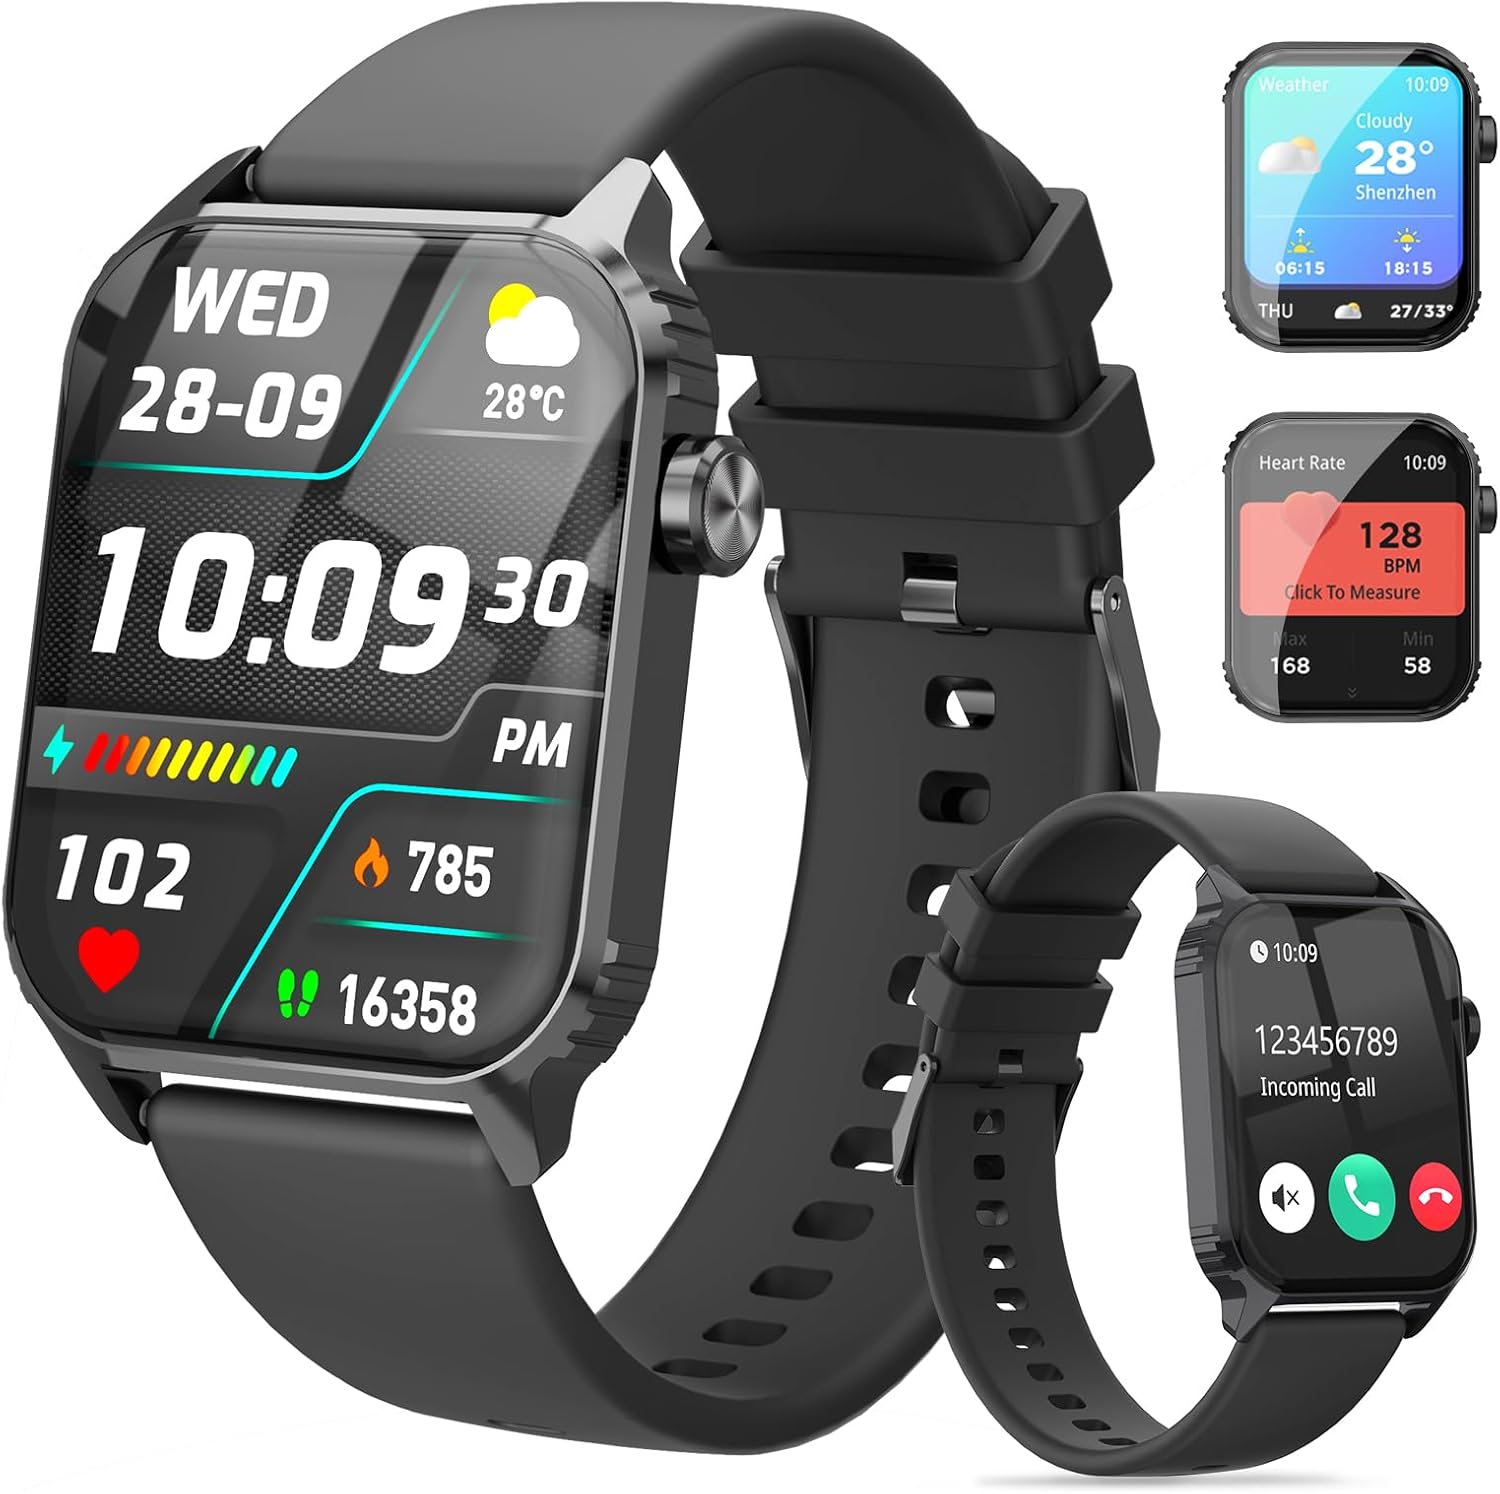 WED
28-09
28°C
10:09 30
PM
102
785
16358
Weather 10:09
Cloudy
28°
Shenzhen
06:15 18:15
THU 27/33°
Heart Rate 10:09
128
BPM
Click To Measure
Max Min
168 58
10:09
123456789
Incoming Call